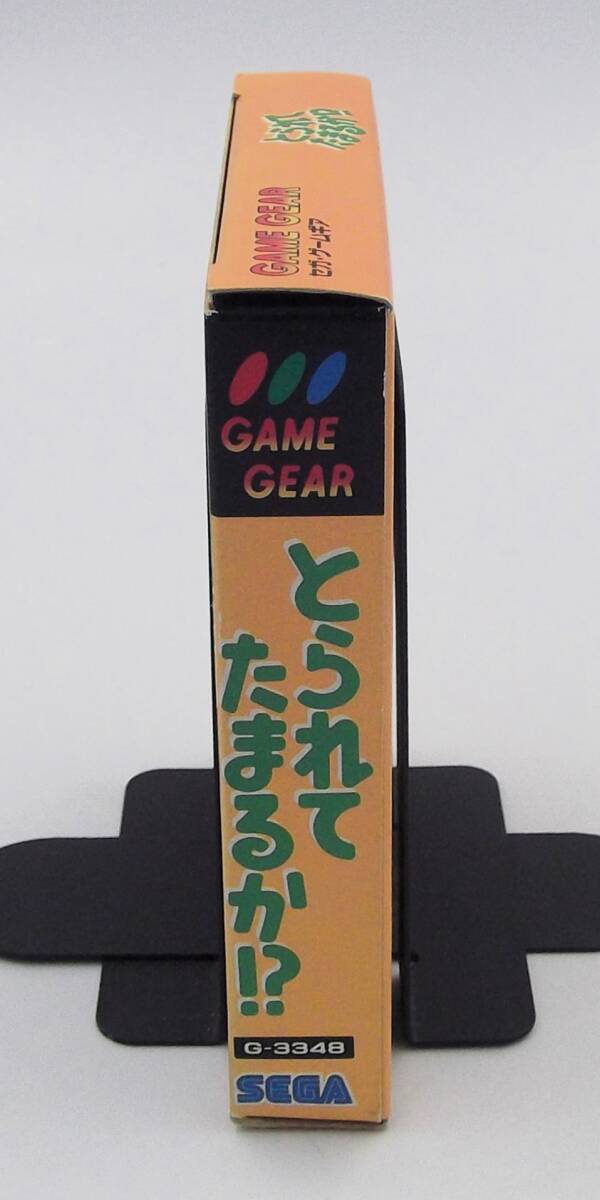 とられて
たまるか!?
GAME GEAR
セガ・ゲームギア
GAME
GEAR
とられて
たまるか!?
G-3348
SEGA